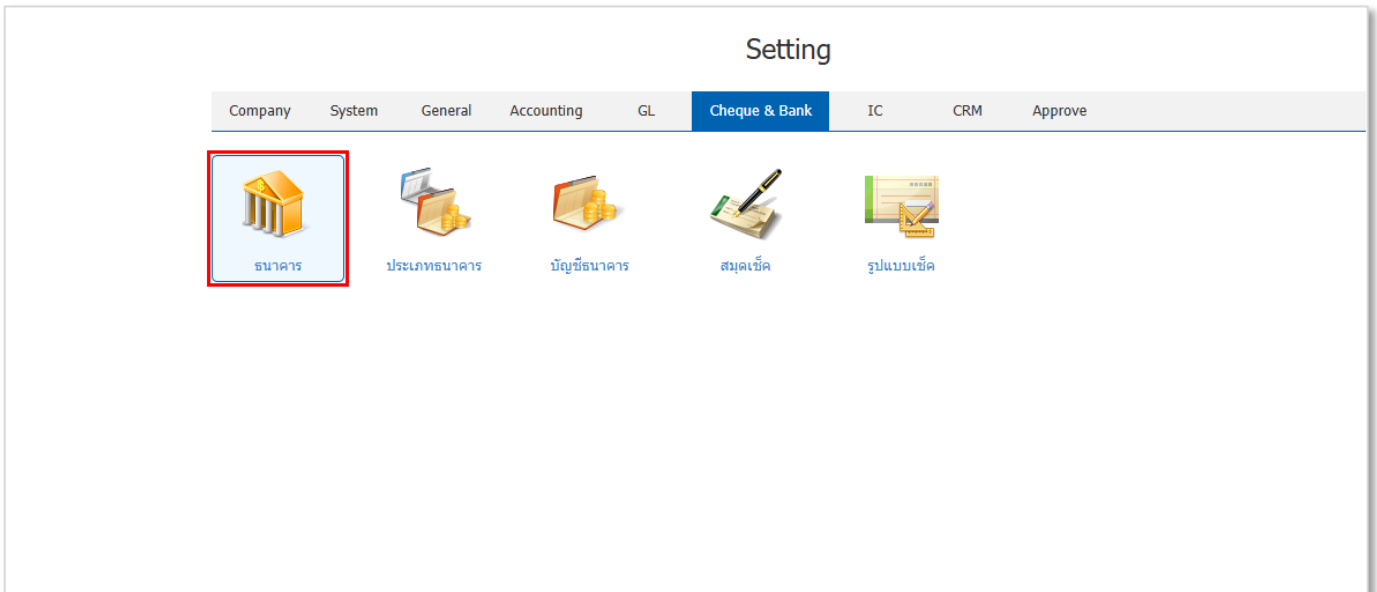 Setting
Company System General Accounting GL Cheque & Bank IC CRM Approve
ธนาคาร ประเภทธนาคาร บัญชีธนาคาร สมุดเช็ค รูปแบบเช็ค